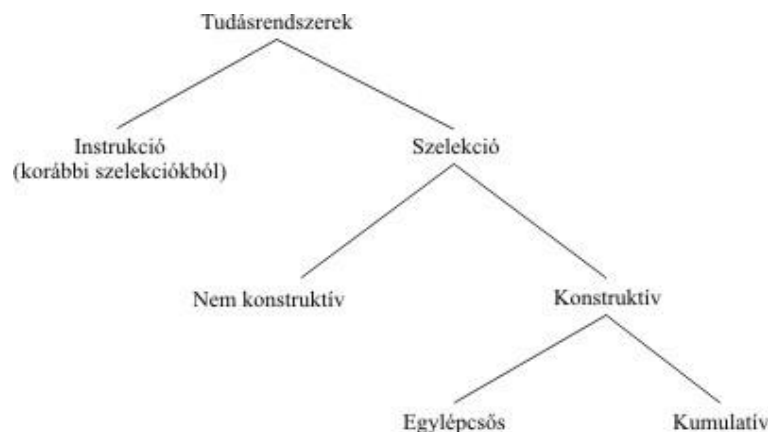 Tudásrendszerek
Instrukció
(korábbi szelekciókból)
Szelekció
Nem konstruktív
Konstruktív
Egylépcsős
Kumulatív